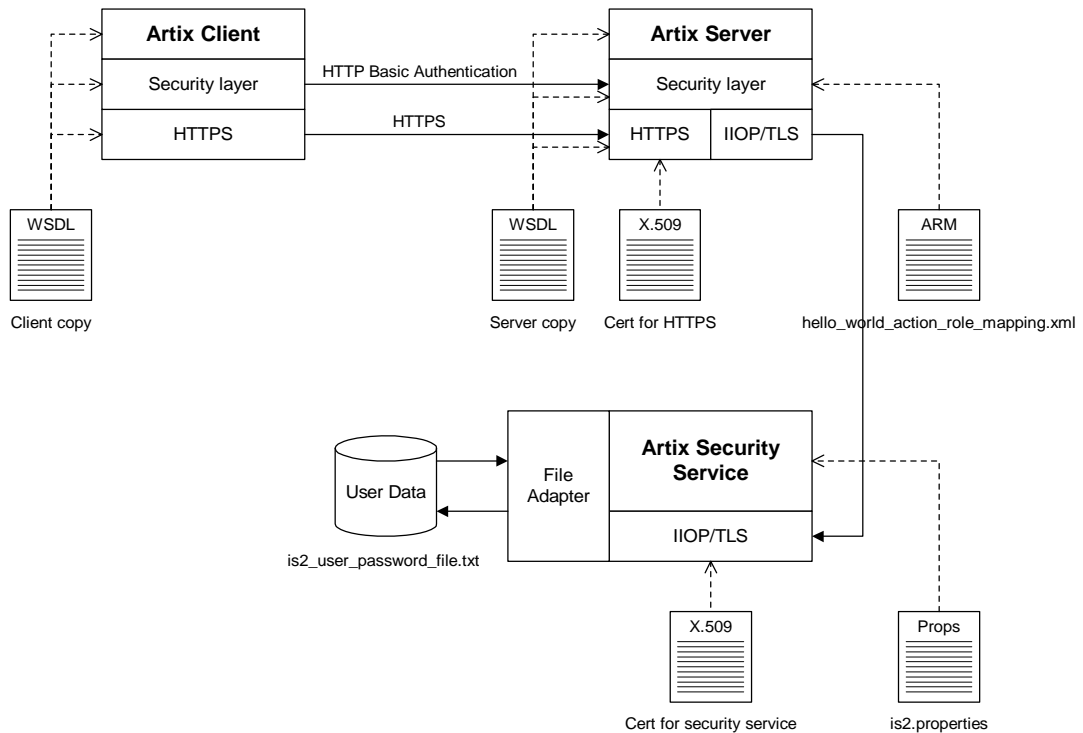 Artix Client
Artix Server
HTTP Basic Authentication
Security layer
Security layer
HTTPS
HTTPS
HTTPS
IIOP/TLS
WSDL
WSDL
X.509
ARM
Client copy
Server copy
Cert for HTTPS
hello_world_action_role_mapping.xml
Artix Security
Service
File
Adapter
User Data
IIOP/TLS
is2_user_password_file.txt
X.509
Props
Cert for security service
is2.properties